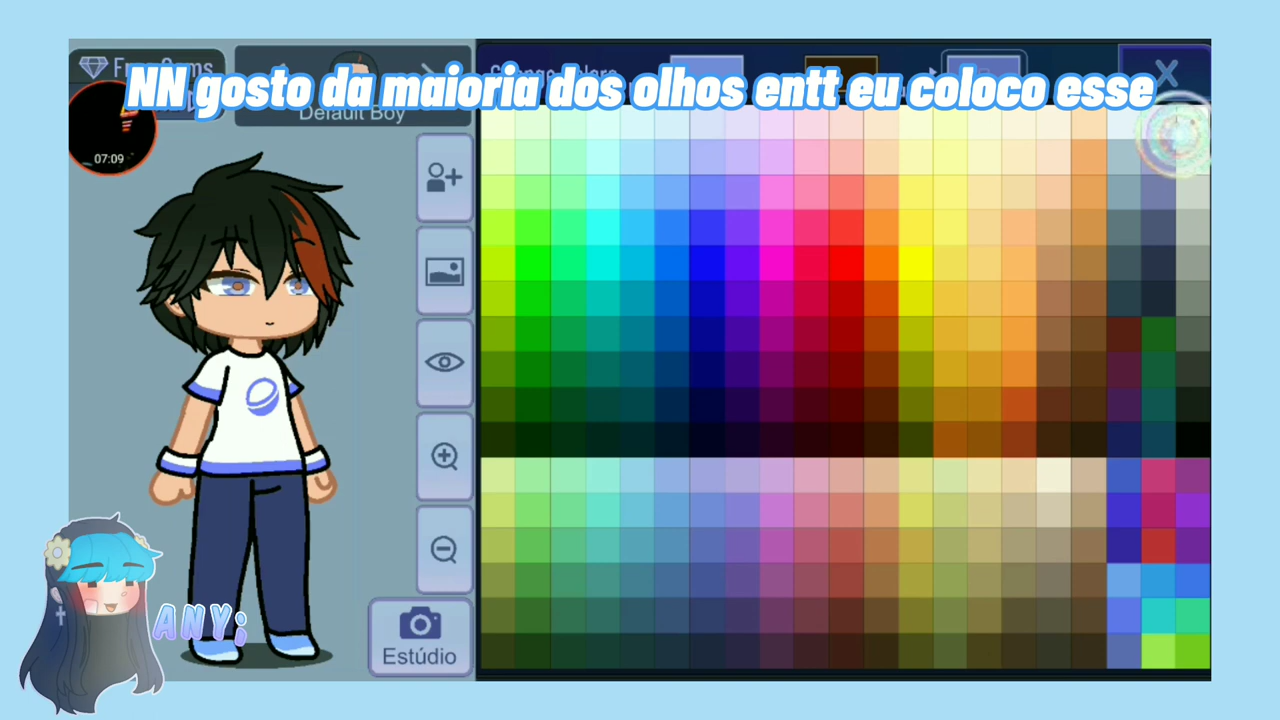 NN gosto da maioria dos olhos entt eu coloco esse
Default Boy
07:09
ANY;
Estúdio